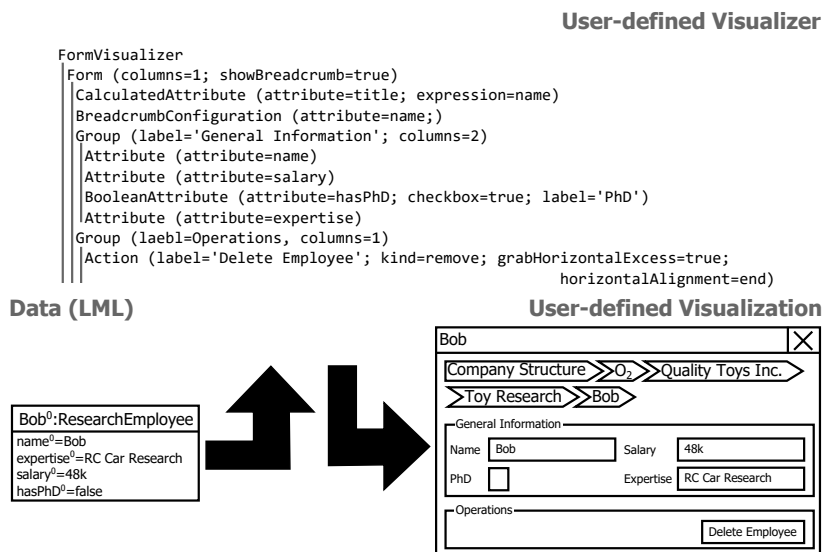 User-defined Visualizer
FormVisualizer
Form (columns=1; showBreadcrumb=true)
CalculatedAttribute (attribute=title; expression=name)
BreadcrumbConfiguration (attribute=name;)
Group (label='General Information'; columns=2)
Attribute (attribute=name)
Attribute (attribute=salary)
BooleanAttribute (attribute=hasPhD; checkbox=true; label='PhD')
Attribute (attribute=expertise)
Group (laebl=Operations, columns=1)
Action (label='Delete Employee'; kind=remove; grabHorizontalExcess=true;
horizontalAlignment=end)
Data (LML)
User-defined Visualization
Bob⁰:ResearchEmployee
name⁰=Bob
expertise⁰=RC Car Research
salary⁰=48k
hasPhD⁰=false
Bob
Company Structure O₂ Quality Toys Inc.
Toy Research Bob
General Information
Name Bob Salary 48k
PhD Expertise RC Car Research
Operations
Delete Employee